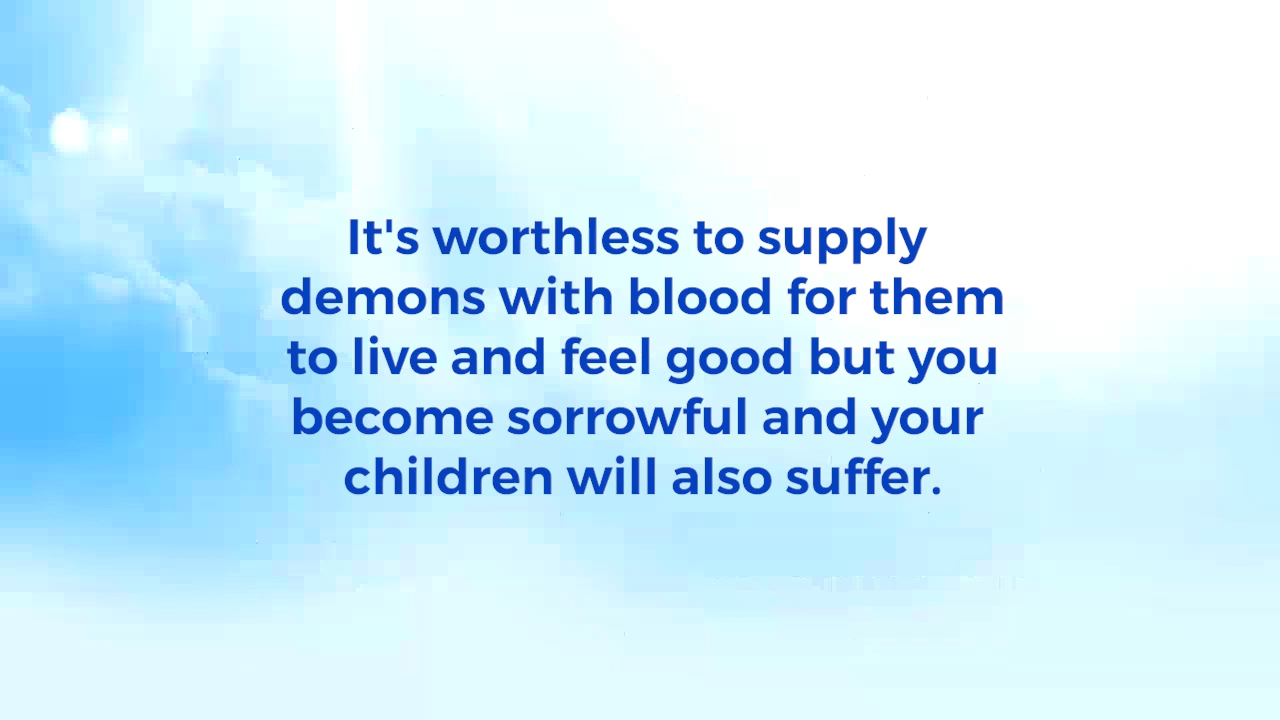 It's worthless to supply
demons with blood for them
to live and feel good but you
become sorrowful and your
children will also suffer.